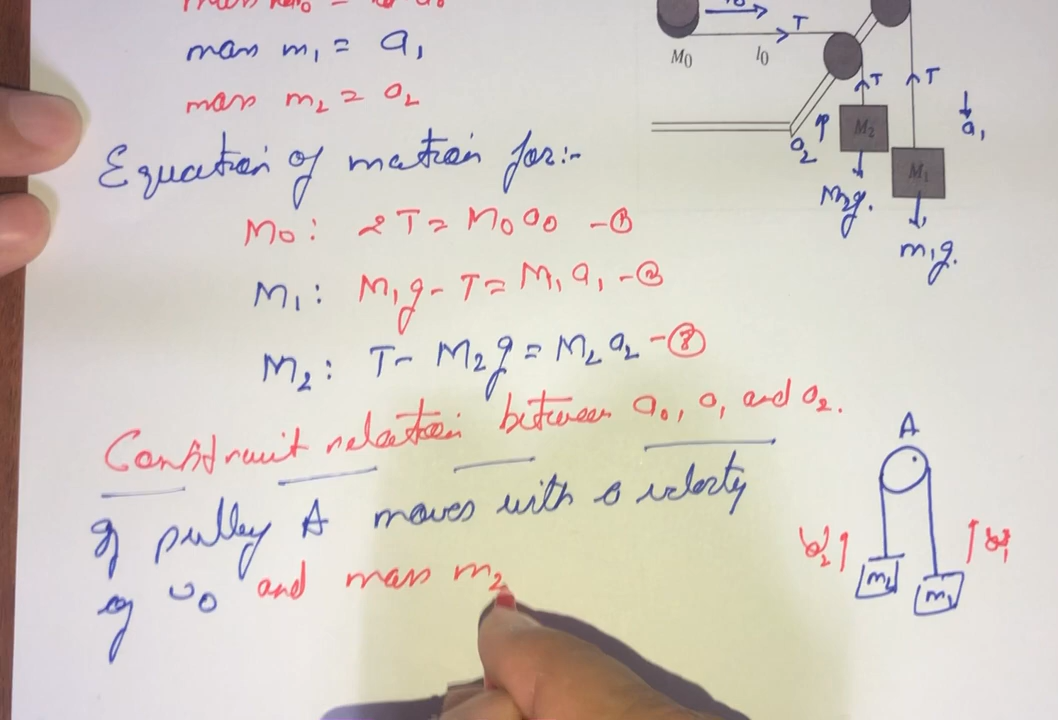 mass m₁ = a₁
mass m₂ = a₂
Equation of motion for:-
M₀: 2T = M₀a₀ -①
M₁: M₁g - T = M₁a₁ -②
M₂: T - M₂g = M₂a₂ -③
Constraint relation between a₀, a₁ and a₂.
If pulley A moves with a velocity
of v₀ and mass m₂
T
M₀
l₀
T
T
a₂
M₂
a₁
M₁
M₂g.
m₁g.
A
v₂
v₁
m₂
m₁